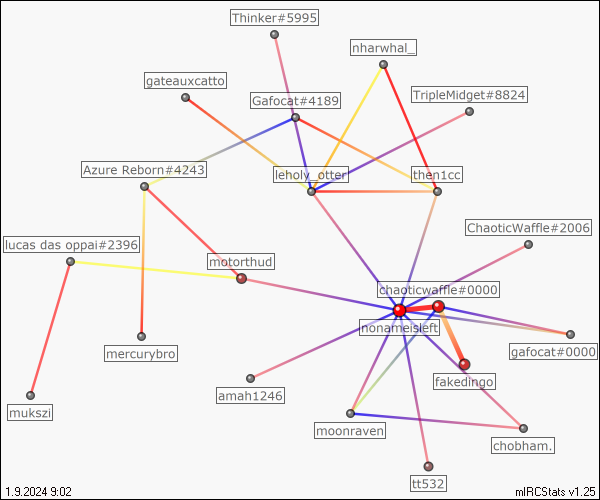 Thinker#5995
nharwhal_
gateauxcatto
TripleMidget#8824
Gafocat#4189
Azure Reborn#4243
leholy_otter
then1cc
ChaoticWaffle#2006
lucas das oppai#2396
motorthud
chaoticwaffle#0000
nonameisleft
gafocat#0000
mercurybro
fakedingo
amah1246
mukszi
moonraven
chobham.
tt532
1.9.2024 9:02
mIRCStats v1.25